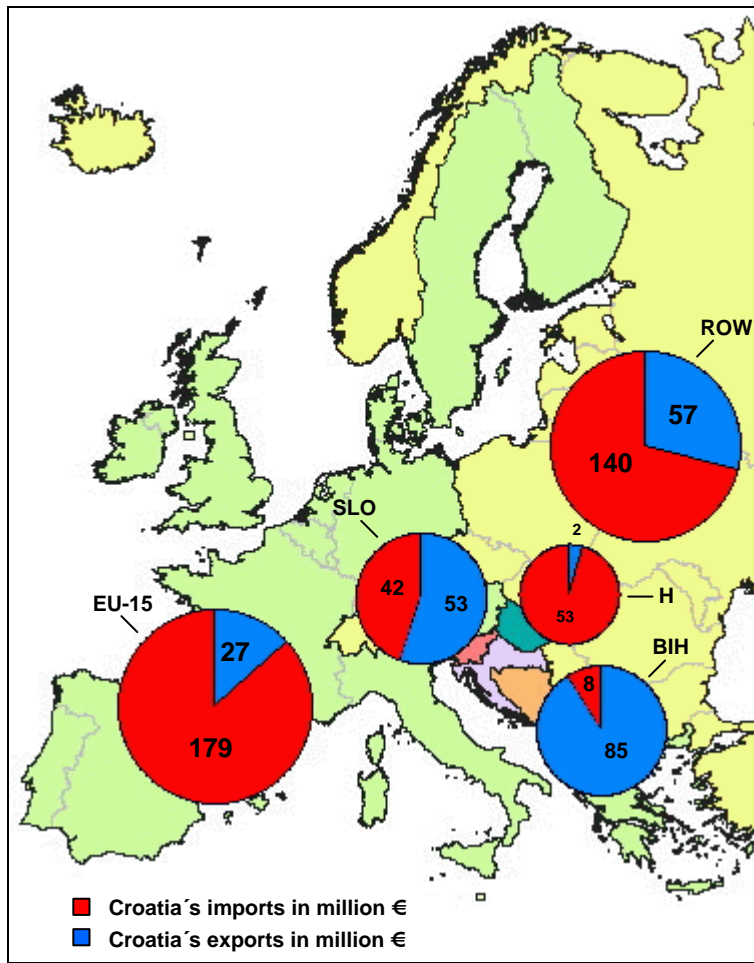 ROW
57
140
SLO
2
42
53
EU-15
H
53
BIH
27
8
179
85
Croatia´s imports in million €
Croatia´s exports in million €